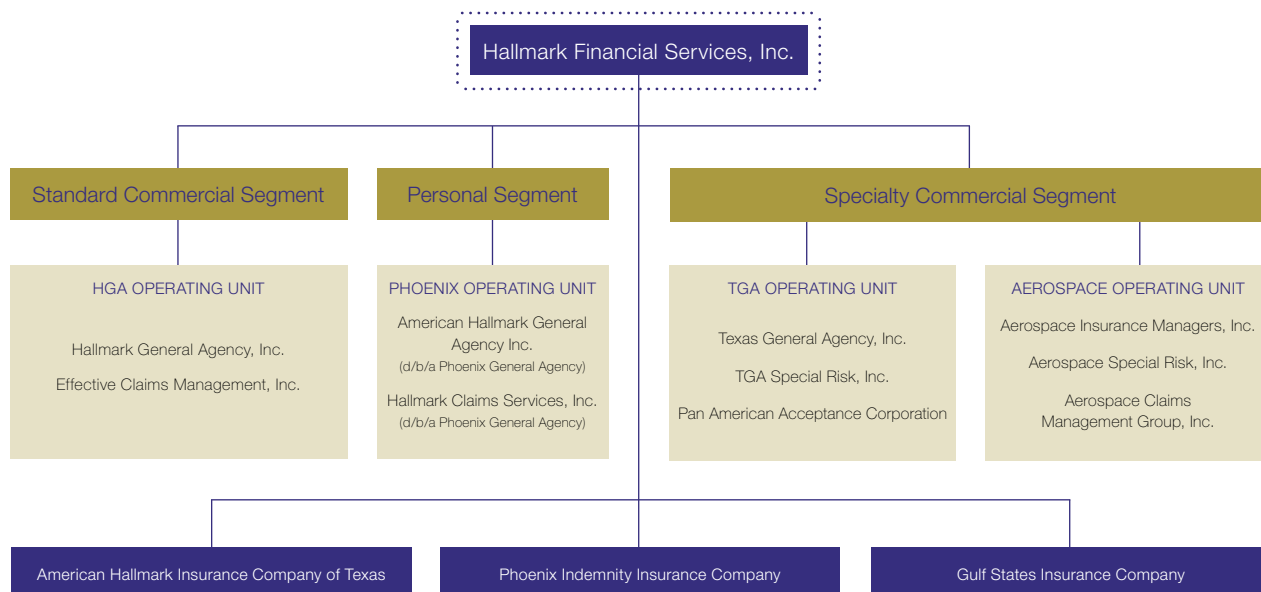 Hallmark Financial Services, Inc.
Standard Commercial Segment
Personal Segment
Specialty Commercial Segment
HGA OPERATING UNIT
Hallmark General Agency, Inc.
Effective Claims Management, Inc.
PHOENIX OPERATING UNIT
American Hallmark General
Agency Inc.
(d/b/a Phoenix General Agency)
Hallmark Claims Services, Inc.
(d/b/a Phoenix General Agency)
TGA OPERATING UNIT
Texas General Agency, Inc.
TGA Special Risk, Inc.
Pan American Acceptance Corporation
AEROSPACE OPERATING UNIT
Aerospace Insurance Managers, Inc.
Aerospace Special Risk, Inc.
Aerospace Claims
Management Group, Inc.
American Hallmark Insurance Company of Texas
Phoenix Indemnity Insurance Company
Gulf States Insurance Company